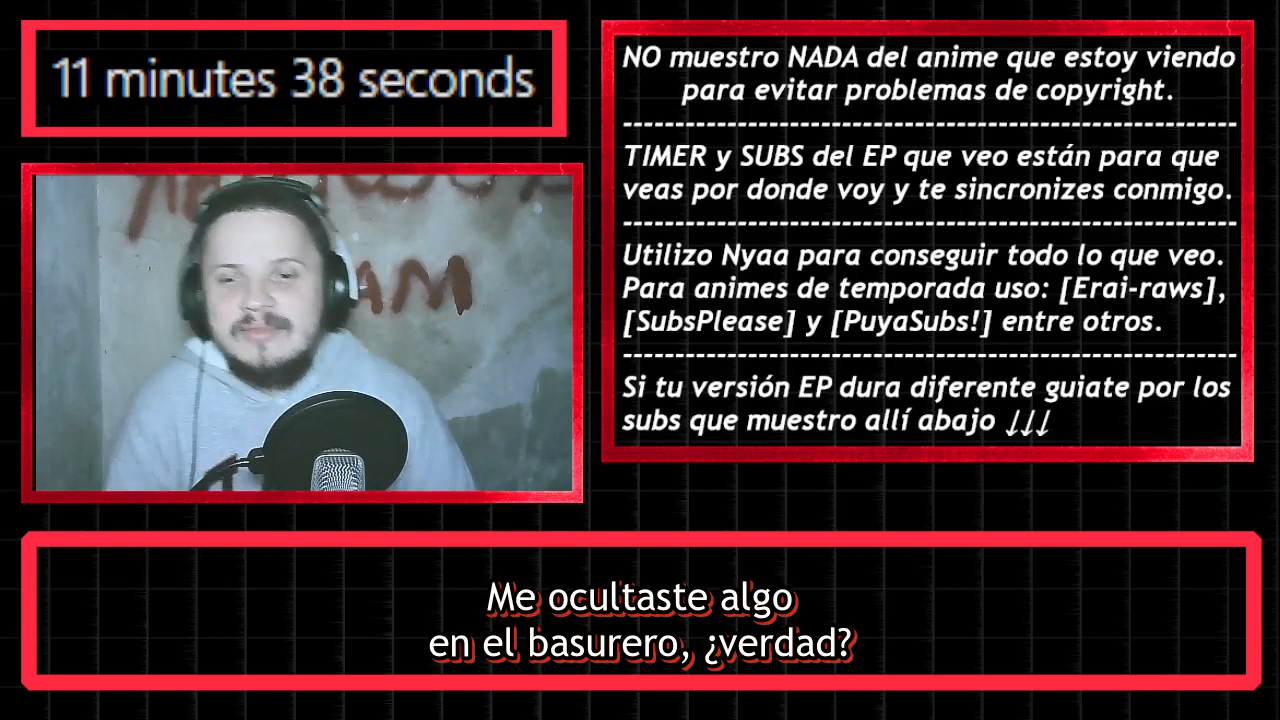 11 minutes 38 seconds
NO muestro NADA del anime que estoy viendo
para evitar problemas de copyright.
------------------------------------------------------------
TIMER y SUBS del EP que veo están para que
veas por donde voy y te sincronizes conmigo.
------------------------------------------------------------
Utilizo Nyaa para conseguir todo lo que veo.
Para animes de temporada uso: [Erai-raws],
[SubsPlease] y [PuyaSubs!] entre otros.
------------------------------------------------------------
Si tu versión EP dura diferente guiate por los
subs que muestro allí abajo ↓↓↓
AM
Me ocultaste algo
en el basurero, ¿verdad?